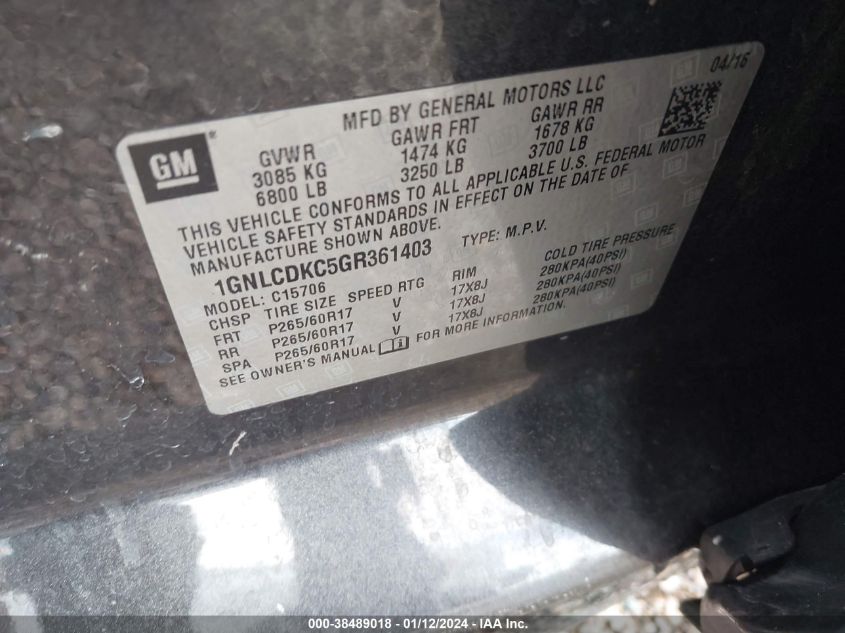 04/16
MFD BY GENERAL MOTORS LLC
GM®
GVWR GAWR FRT GAWR RR
3085 KG 1474 KG 1678 KG
6800 LB 3250 LB 3700 LB
THIS VEHICLE CONFORMS TO ALL APPLICABLE U.S. FEDERAL MOTOR
VEHICLE SAFETY STANDARDS IN EFFECT ON THE DATE OF
MANUFACTURE SHOWN ABOVE.
1GNLCDKC5GR361403 TYPE: M.P.V.
MODEL: C15706
CHSP TIRE SIZE SPEED RTG RIM COLD TIRE PRESSURE
FRT P265/60R17 V 17X8J 280KPA(40PSI)
RR P265/60R17 V 17X8J 280KPA(40PSI)
SPA P265/60R17 V 17X8J 280KPA(40PSI)
SEE OWNER'S MANUAL FOR MORE INFORMATION.
000-38489018 - 01/12/2024 - IAA Inc.